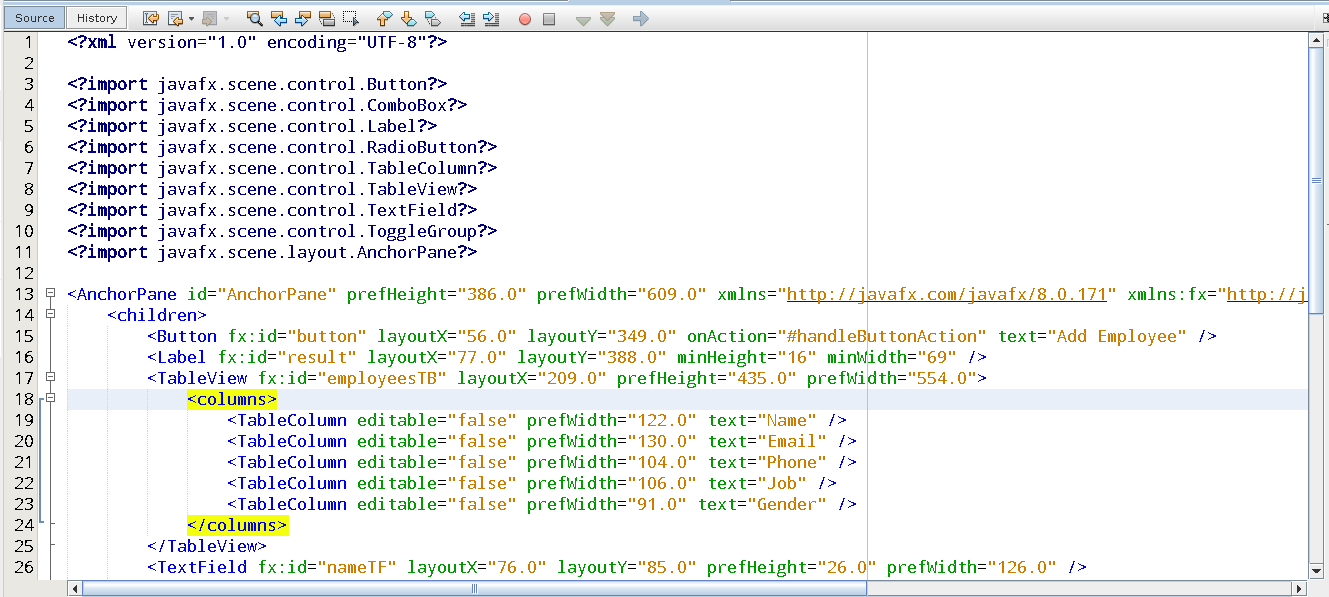 Source History
1 <?xml version="1.0" encoding="UTF-8"?>
2
3 <?import javafx.scene.control.Button?>
4 <?import javafx.scene.control.ComboBox?>
5 <?import javafx.scene.control.Label?>
6 <?import javafx.scene.control.RadioButton?>
7 <?import javafx.scene.control.TableColumn?>
8 <?import javafx.scene.control.TableView?>
9 <?import javafx.scene.control.TextField?>
10 <?import javafx.scene.control.ToggleGroup?>
11 <?import javafx.scene.layout.AnchorPane?>
12
13 <AnchorPane id="AnchorPane" prefHeight="386.0" prefWidth="609.0" xmlns="http://javafx.com/javafx/8.0.171" xmlns:fx="http://j
14 <children>
15 <Button fx:id="button" layoutX="56.0" layoutY="349.0" onAction="#handleButtonAction" text="Add Employee" />
16 <Label fx:id="result" layoutX="77.0" layoutY="388.0" minHeight="16" minWidth="69" />
17 <TableView fx:id="employeesTB" layoutX="209.0" prefHeight="435.0" prefWidth="554.0">
18 <columns>
19 <TableColumn editable="false" prefWidth="122.0" text="Name" />
20 <TableColumn editable="false" prefWidth="130.0" text="Email" />
21 <TableColumn editable="false" prefWidth="104.0" text="Phone" />
22 <TableColumn editable="false" prefWidth="106.0" text="Job" />
23 <TableColumn editable="false" prefWidth="91.0" text="Gender" />
24 </columns>
25 </TableView>
26 <TextField fx:id="nameTF" layoutX="76.0" layoutY="85.0" prefHeight="26.0" prefWidth="126.0" />